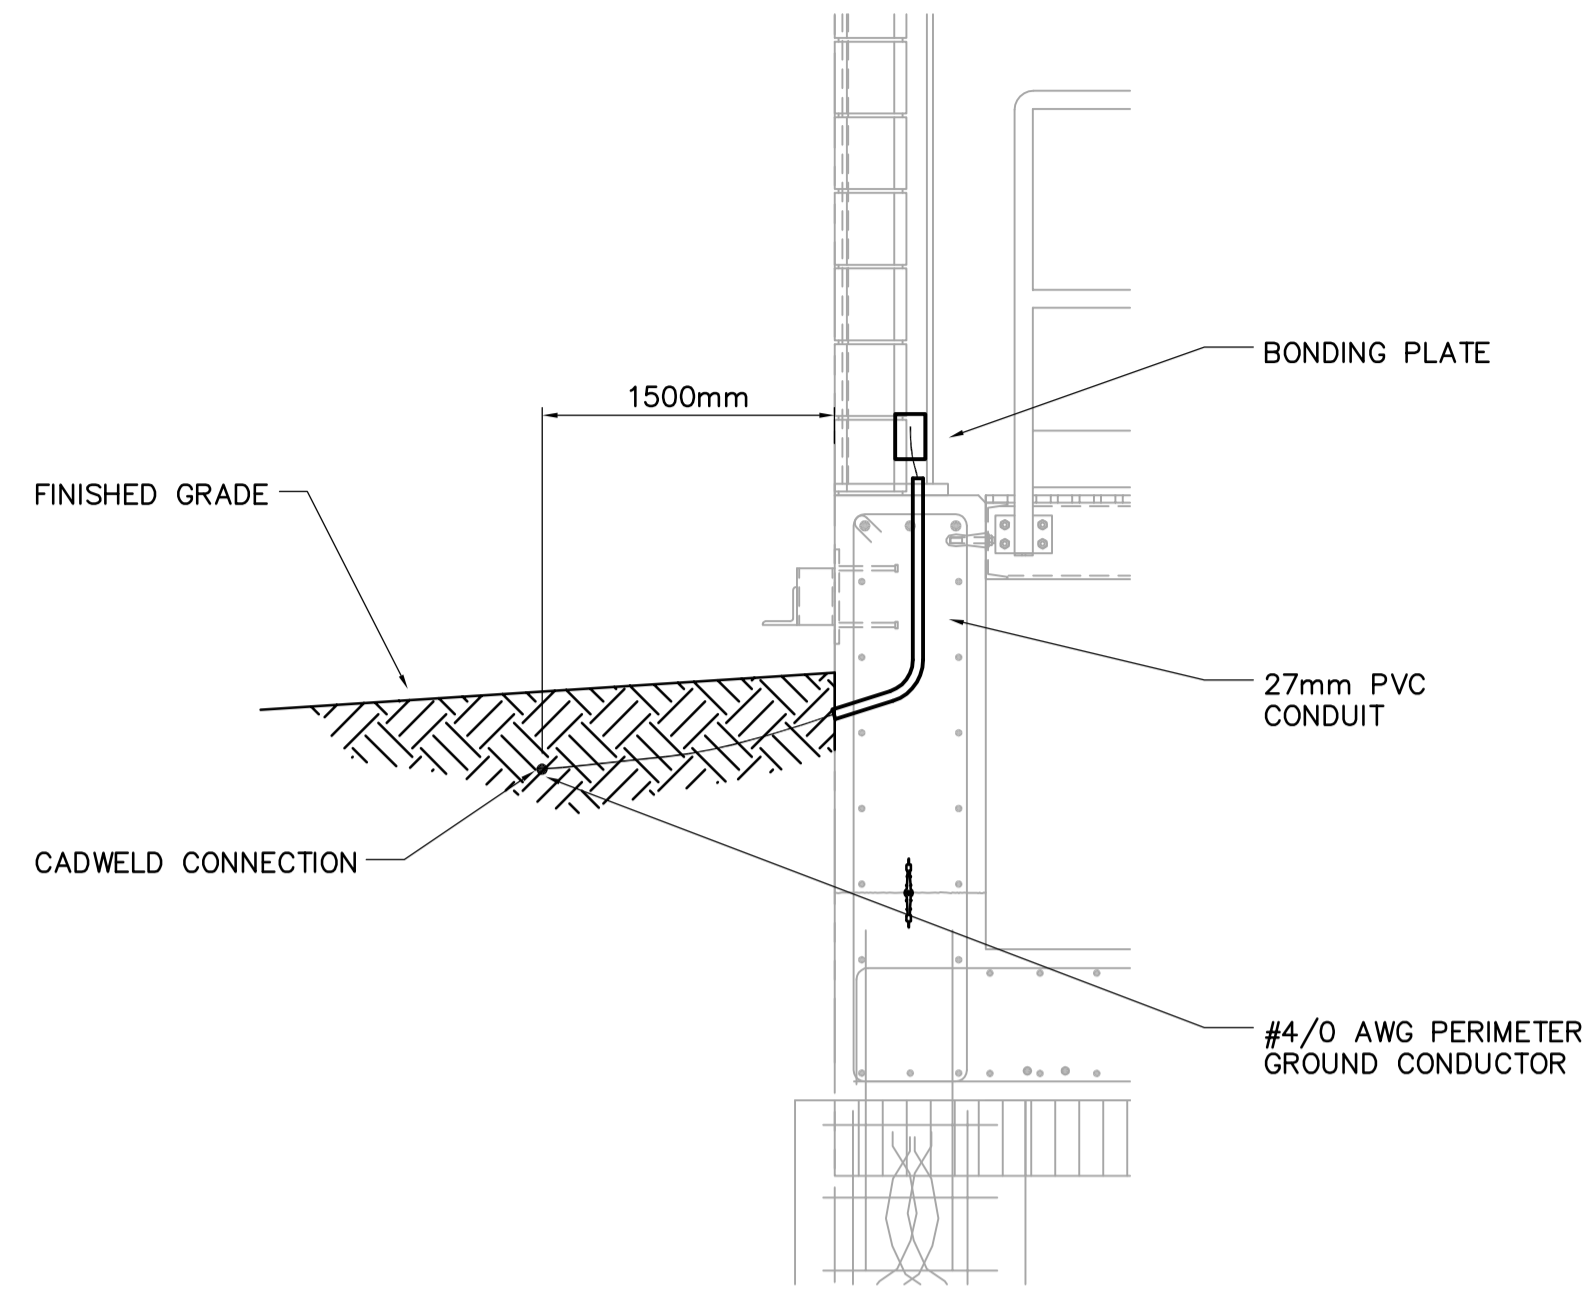 BONDING PLATE
1500mm
FINISHED GRADE
27mm PVC
CONDUIT
CADWELD CONNECTION
#4/0 AWG PERIMETER
GROUND CONDUCTOR